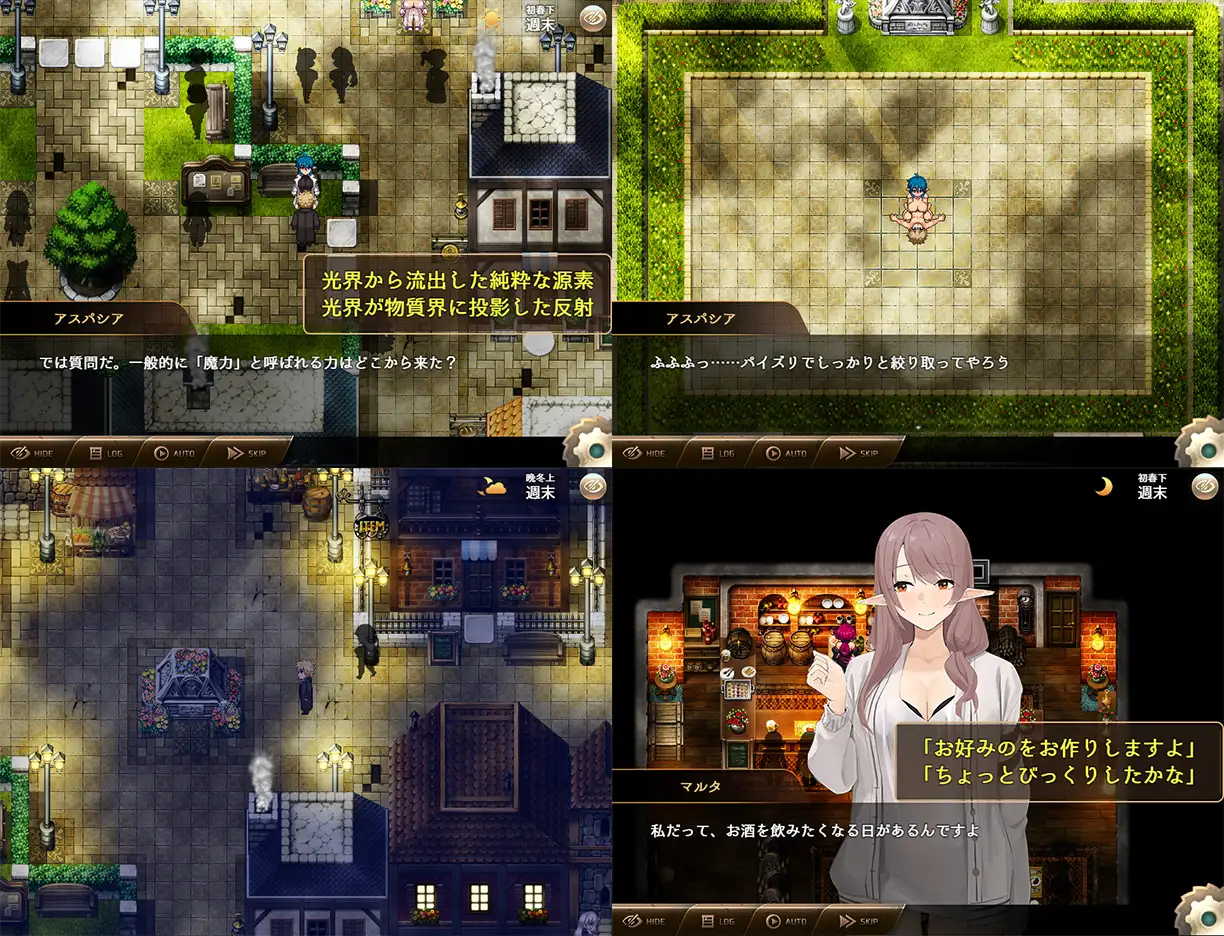 初春下
週末
光界から流出した純粋な源素
光界が物質界に投影した反射
アスパシア
では質問だ。一般的に「魔力」と呼ばれる力はどこから来た？
HIDE
LOG
AUTO
SKIP
アスパシア
ふふふっ……パイズリでしっかりと絞り取ってやろう
HIDE
LOG
AUTO
SKIP
晩冬上
週末
ITEM
初春下
週末
「お好みのをお作りしますよ」
「ちょっとびっくりしたかな」
マルタ
私だって、お酒を飲みたくなる日があるんですよ
HIDE
LOG
AUTO
SKIP